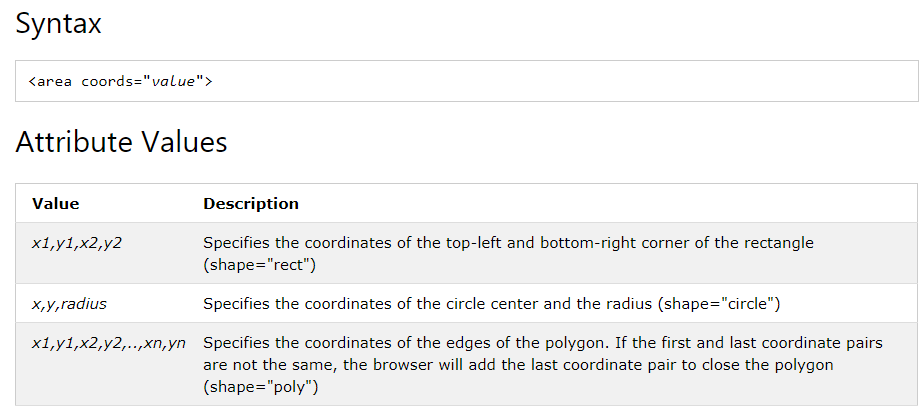 Syntax
<area coords="value">
Attribute Values
Value Description
x1,y1,x2,y2 Specifies the coordinates of the top-left and bottom-right corner of the rectangle
(shape="rect")
x,y,radius Specifies the coordinates of the circle center and the radius (shape="circle")
x1,y1,x2,y2,..,xn,yn Specifies the coordinates of the edges of the polygon. If the first and last coordinate pairs
are not the same, the browser will add the last coordinate pair to close the polygon
(shape="poly")